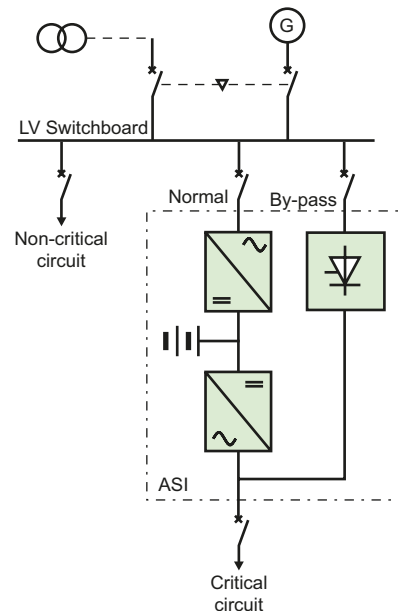 G
LV Switchboard
Normal
By-pass
Non-critical
circuit
ASI
Critical
circuit